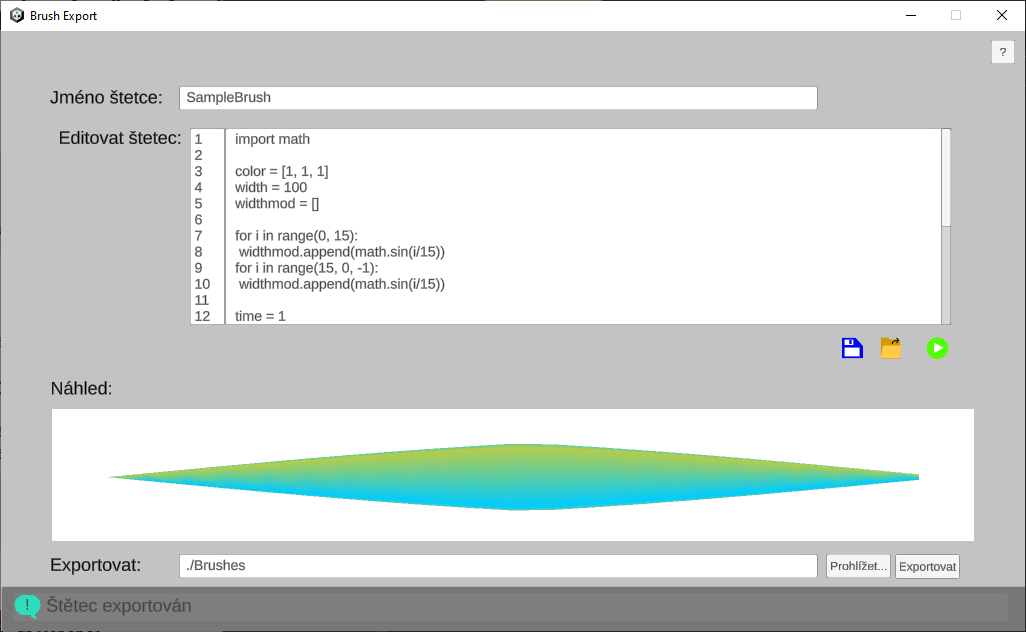 Brush Export
?
Jméno štetce: SampleBrush
Editovat štetec:
1 import math
2
3 color = [1, 1, 1]
4 width = 100
5 widthmod = []
6
7 for i in range(0, 15):
8 widthmod.append(math.sin(i/15))
9 for i in range(15, 0, -1):
10 widthmod.append(math.sin(i/15))
11
12 time = 1
Náhled:
Exportovat: ./Brushes Prohlížet... Exportovat
! Štětec exportován